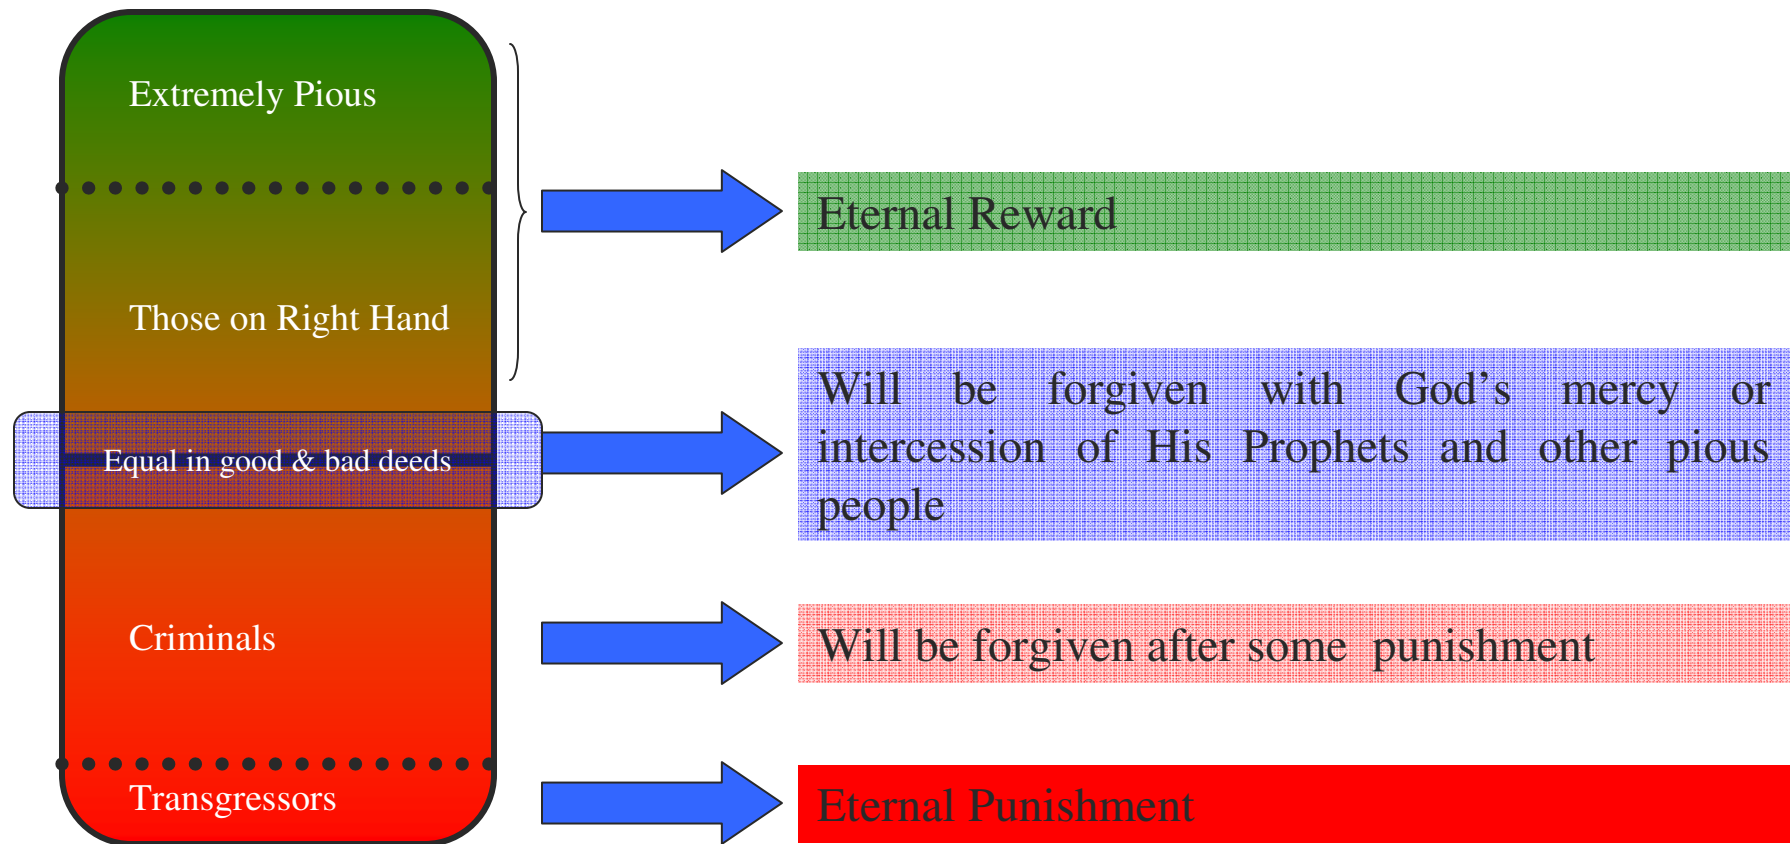 Extremely Pious
Eternal Reward
Those on Right Hand
Will be forgiven with God’s mercy or
intercession of His Prophets and other pious
people
Equal in good & bad deeds
Criminals
Will be forgiven after some punishment
Transgressors
Eternal Punishment